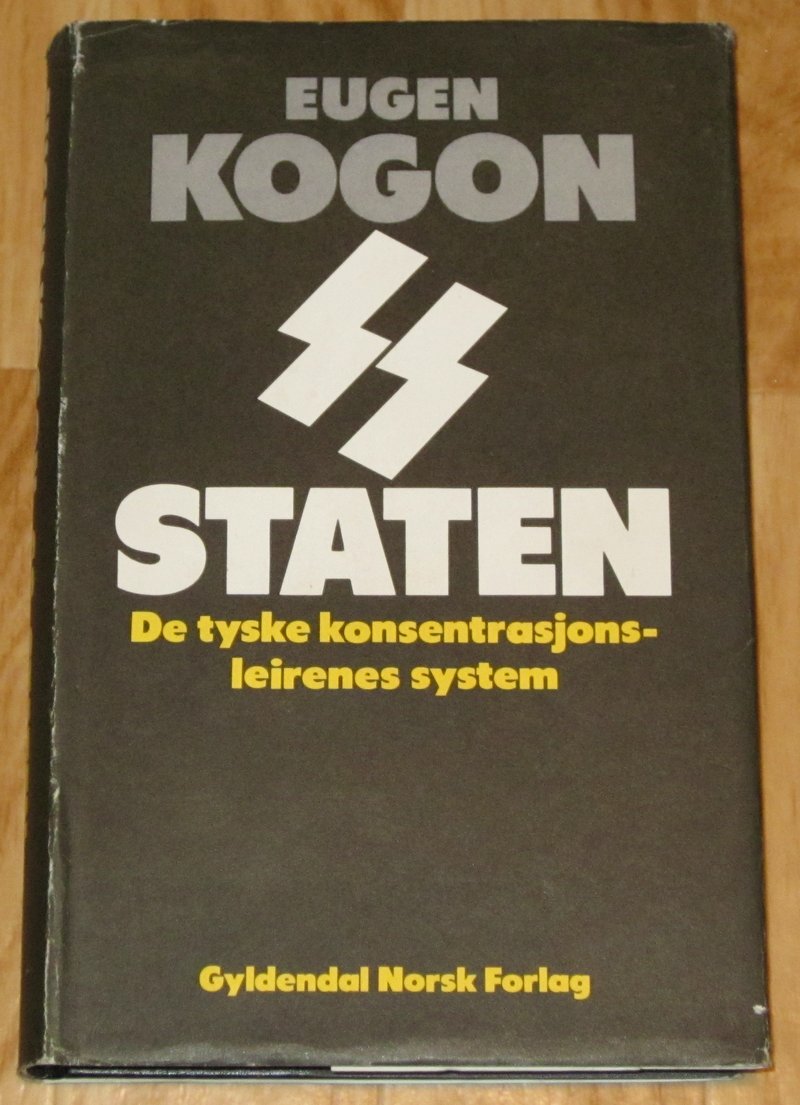 EUGEN
KOGON
SS
STATEN
De tyske konsentrasjons-
leirenes system
Gyldendal Norsk Forlag